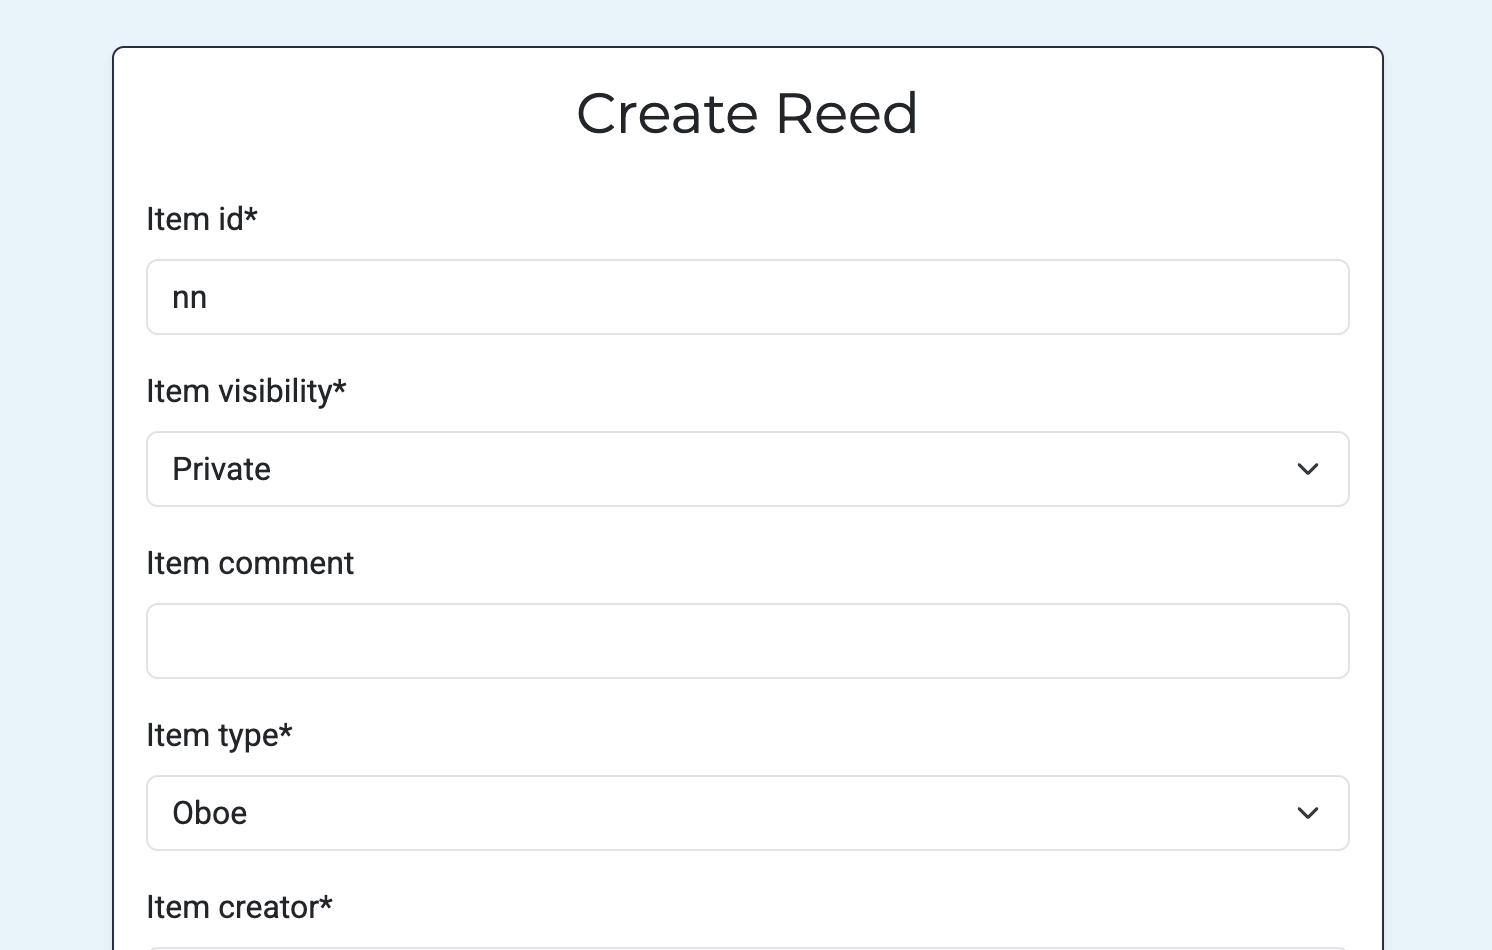 Create Reed
Item id*
nn
Item visibility*
Private
Item comment
Item type*
Oboe
Item creator*